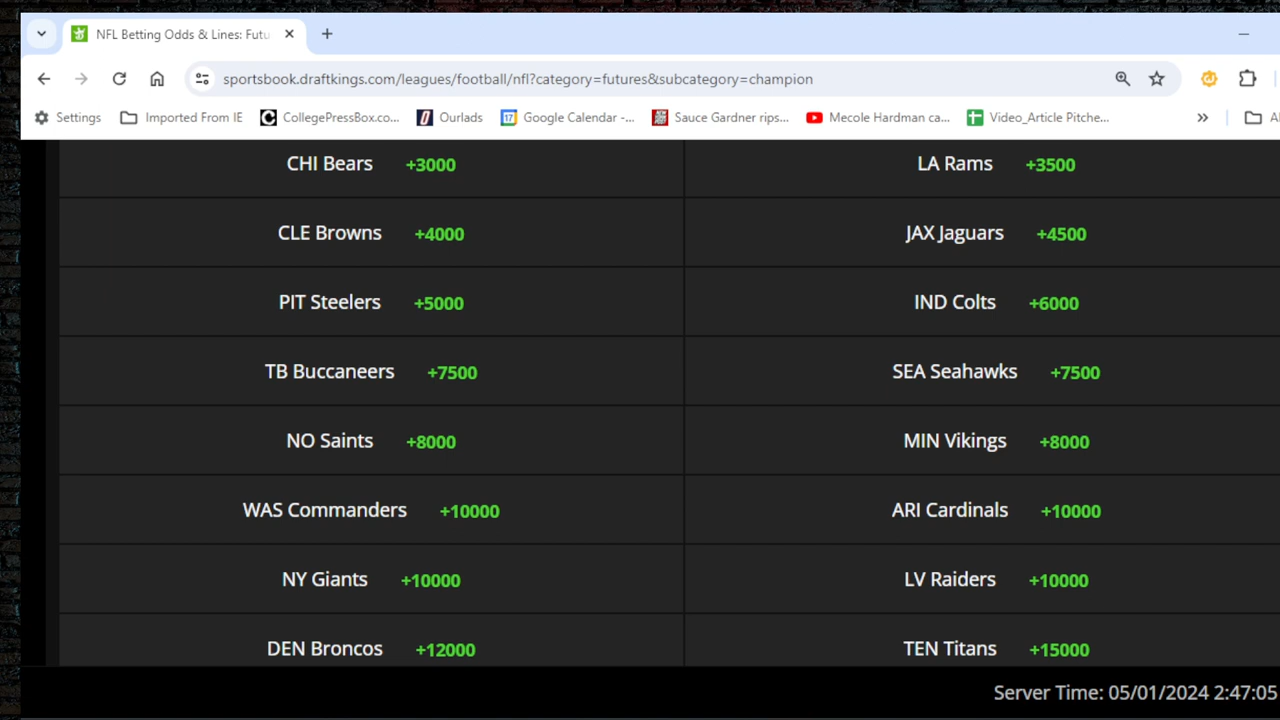 NFL Betting Odds & Lines: Futu
sportsbook.draftkings.com/leagues/football/nfl?category=futures&subcategory=champion
Settings Imported From IE CollegePressBox.co... Ourlads 17 Google Calendar -... Sauce Gardner rips... Mecole Hardman ca... Video_Article Pitche... »
CHI Bears +3000 LA Rams +3500
CLE Browns +4000 JAX Jaguars +4500
PIT Steelers +5000 IND Colts +6000
TB Buccaneers +7500 SEA Seahawks +7500
NO Saints +8000 MIN Vikings +8000
WAS Commanders +10000 ARI Cardinals +10000
NY Giants +10000 LV Raiders +10000
DEN Broncos +12000 TEN Titans +15000
Server Time: 05/01/2024 2:47:05